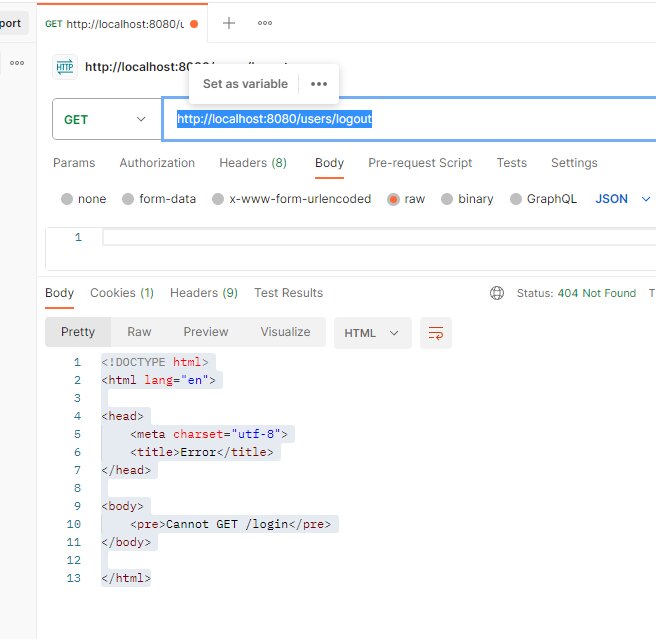 port
GET http://localhost:8080/u
http://localhost:80
Set as variable
GET
http://localhost:8080/users/logout
Params Authorization Headers (8) Body Pre-request Script Tests Settings
none form-data x-www-form-urlencoded raw binary GraphQL JSON
1
Body Cookies (1) Headers (9) Test Results Status: 404 Not Found T
Pretty Raw Preview Visualize HTML
1 <!DOCTYPE html>
2 <html lang="en">
3
4 <head>
5 <meta charset="utf-8">
6 <title>Error</title>
7 </head>
8
9 <body>
10 <pre>Cannot GET /login</pre>
11 </body>
12
13 </html>